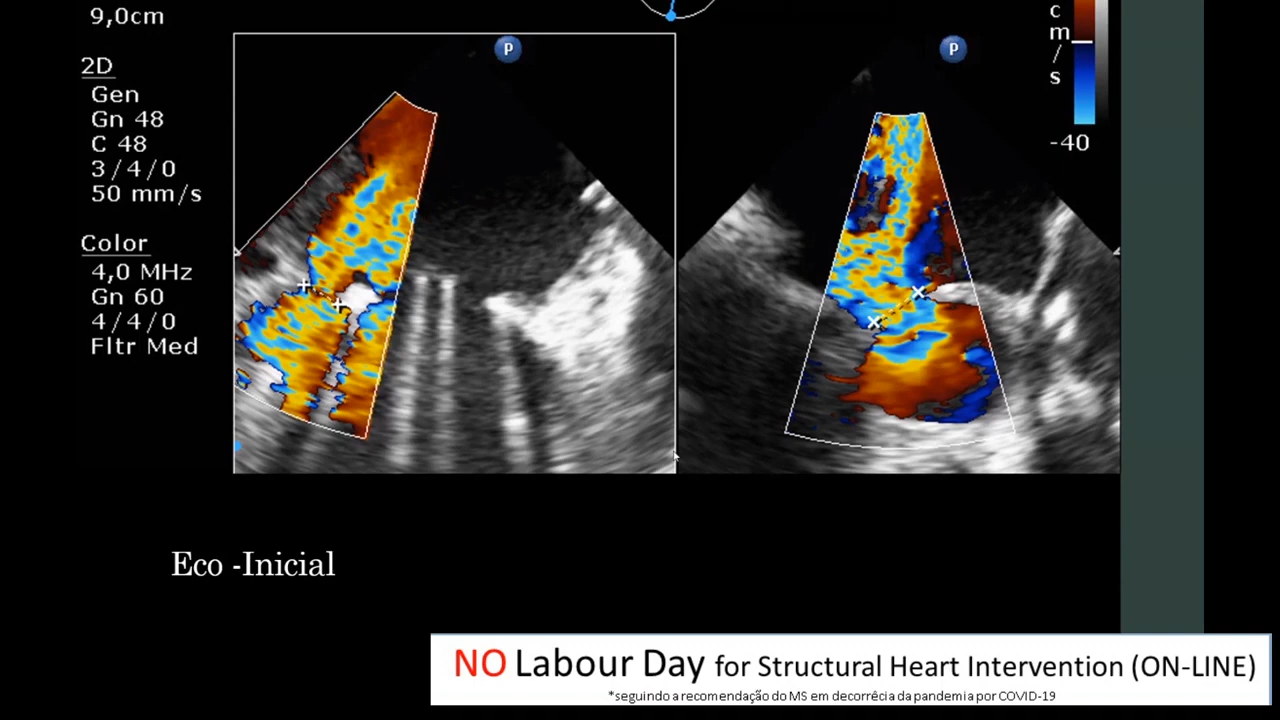 9,0cm
2D
Gen
Gn 48
C 48
3/4/0
50 mm/s
Color
4,0 MHz
Gn 60
4/4/0
Fltr Med
P
P
c
m
/
s
-40
Eco -Inicial
NO Labour Day for Structural Heart Intervention (ON-LINE)
*seguindo a recomendação do MS em decorrêcia da pandemia por COVID-19